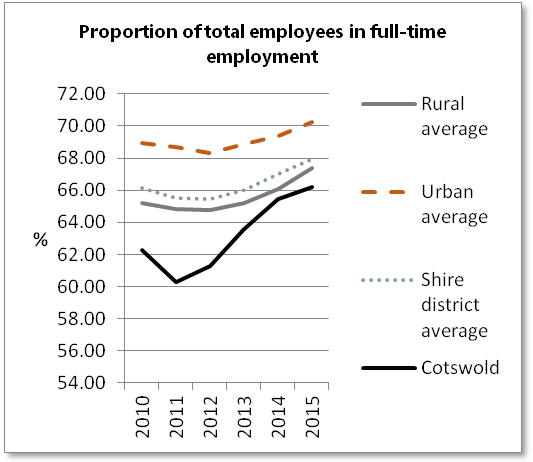 Proportion of total employees in full-time
employment
72.00
70.00
68.00
66.00
64.00
62.00
60.00
58.00
56.00
54.00
%
2010
2011
2012
2013
2014
2015
Rural
average
Urban
average
Shire
district
average
Cotswold